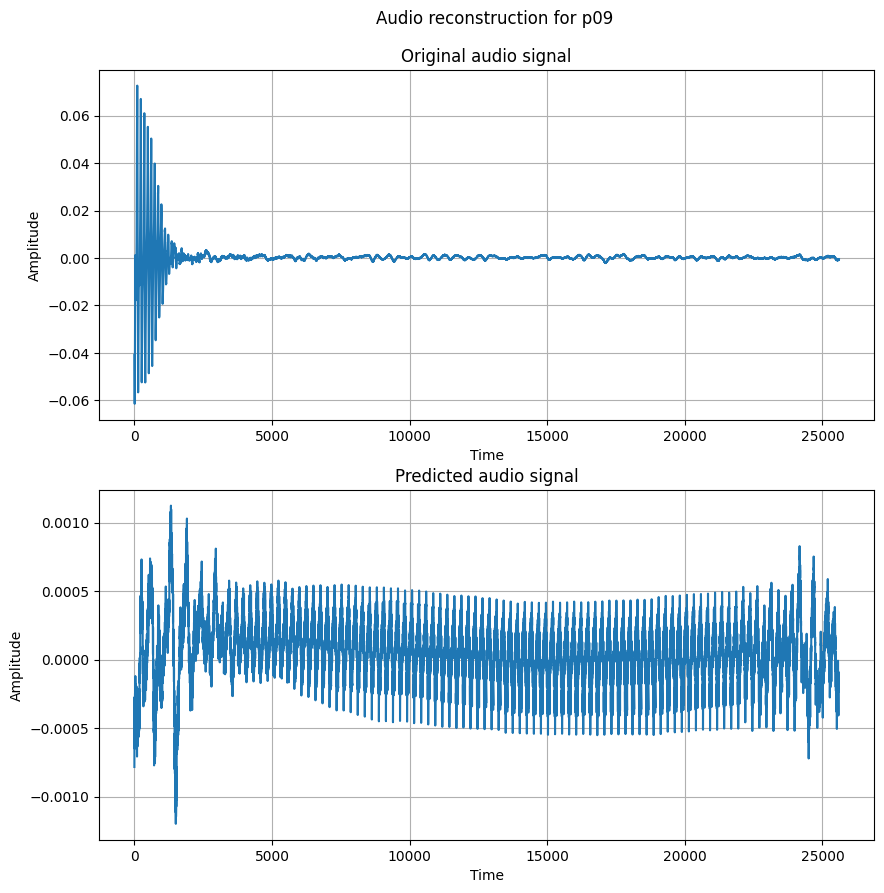 Audio reconstruction for p09
Original audio signal
0.06
0.04
0.02
0.00
−0.02
−0.04
−0.06
Amplitude
0 5000 10000 15000 20000 25000
Time
Predicted audio signal
0.0010
0.0005
0.0000
−0.0005
−0.0010
Amplitude
0 5000 10000 15000 20000 25000
Time